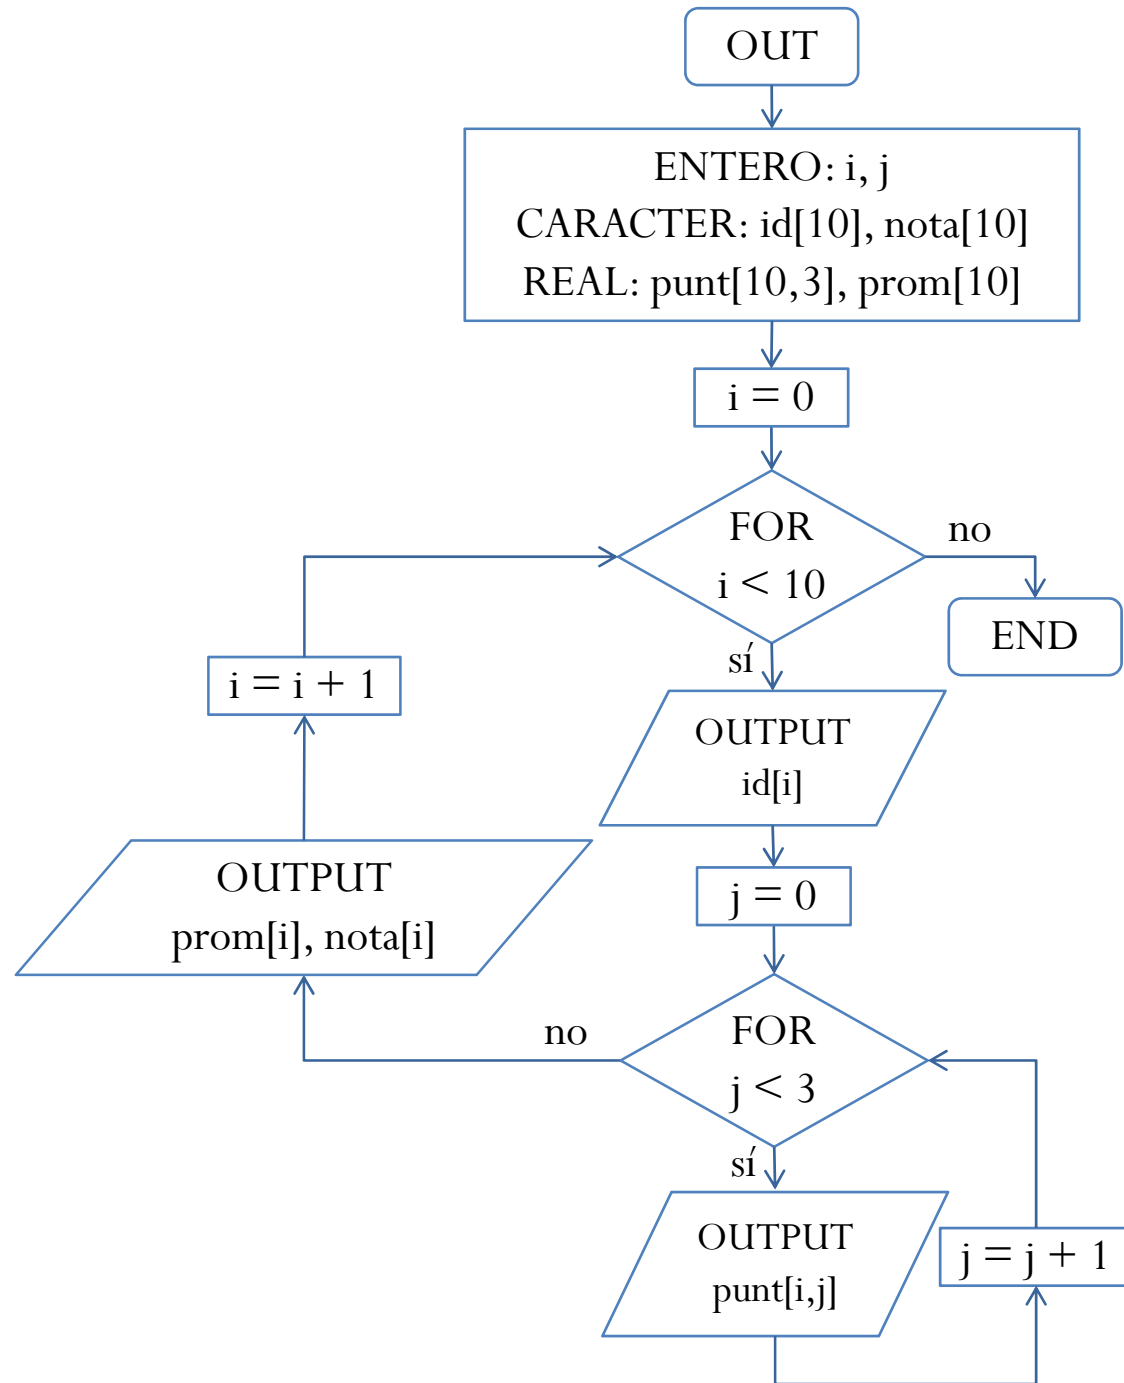 OUT
ENTERO: i, j
CARACTER: id[10], nota[10]
REAL: punt[10,3], prom[10]
i = 0
FOR
i < 10
no
END
sí
i = i + 1
OUTPUT
id[i]
OUTPUT
prom[i], nota[i]
j = 0
FOR
j < 3
no
sí
OUTPUT
punt[i,j]
j = j + 1